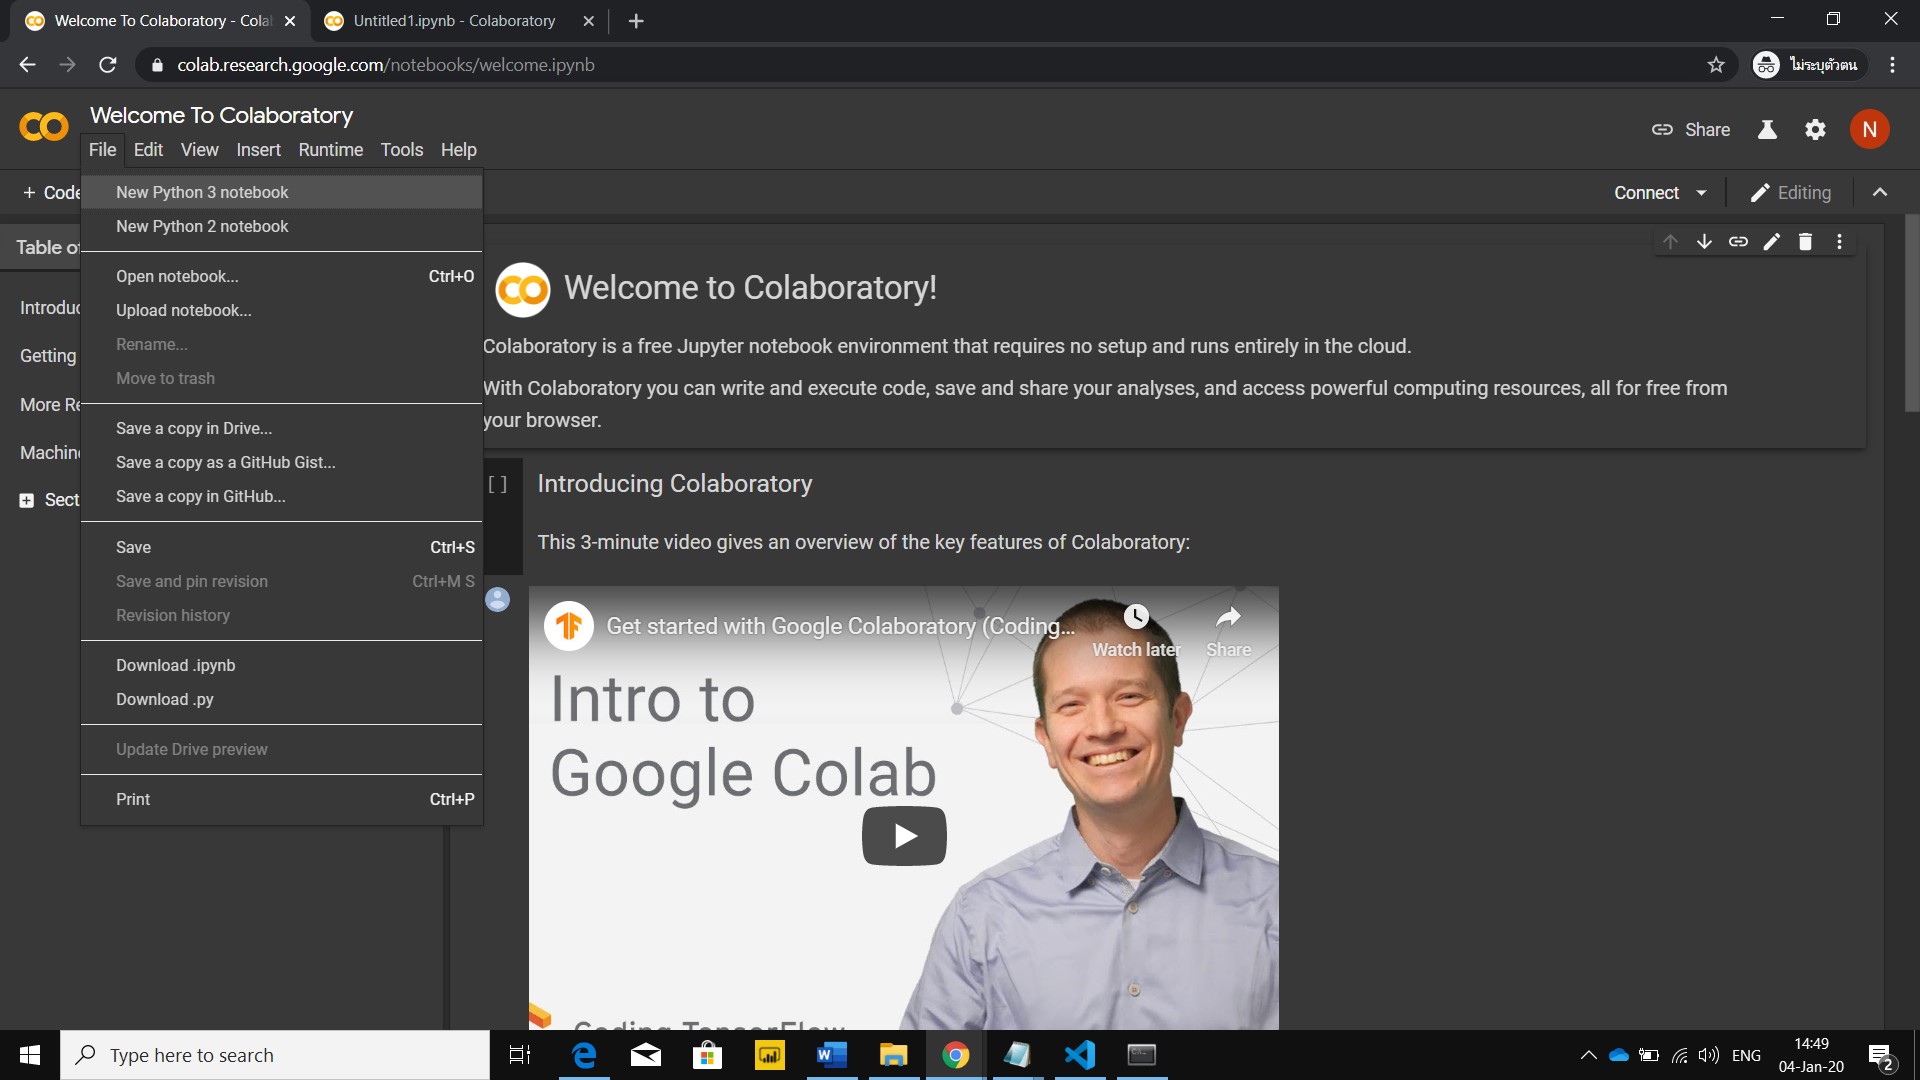 Welcome To Colaboratory - Cola
Untitled1.ipynb - Colaboratory
colab.research.google.com/notebooks/welcome.ipynb
ไม่ระบุตัวตน
Welcome To Colaboratory
Share
N
File Edit View Insert Runtime Tools Help
+ Code
Connect
Editing
New Python 3 notebook
New Python 2 notebook
Open notebook... Ctrl+O
Upload notebook...
Rename...
Move to trash
Save a copy in Drive...
Save a copy as a GitHub Gist...
Save a copy in GitHub...
Save Ctrl+S
Save and pin revision Ctrl+M S
Revision history
Download .ipynb
Download .py
Update Drive preview
Print Ctrl+P
Table of
Introduc
Getting
More Re
Machine
Sect
Welcome to Colaboratory!
Colaboratory is a free Jupyter notebook environment that requires no setup and runs entirely in the cloud.
With Colaboratory you can write and execute code, save and share your analyses, and access powerful computing resources, all for free from
your browser.
[ ] Introducing Colaboratory
This 3-minute video gives an overview of the key features of Colaboratory:
Get started with Google Colaboratory (Coding...
Watch later
Share
Intro to
Google Colab
Coding TensorFlow
Type here to search
ENG
14:49
04-Jan-20
2